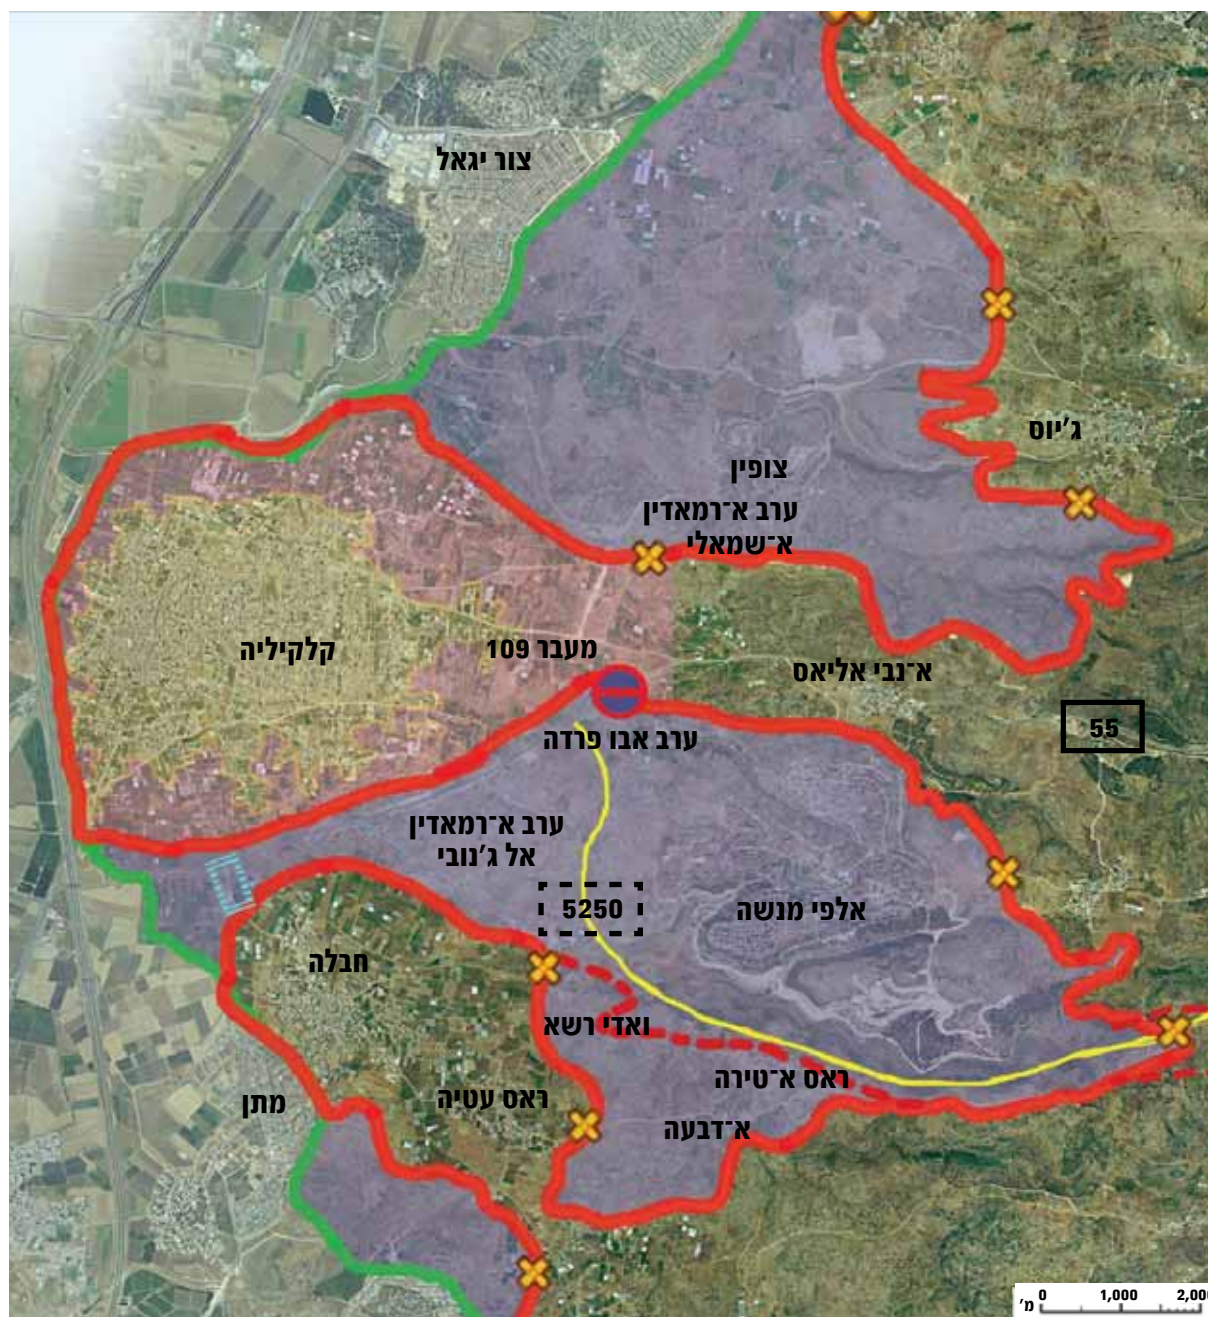 צור יגאל
ג'יוס
צופין
ערב א־רמאדין
א־שמאלי
קלקיליה
מעבר 109
א־נבי אליאס
55
ערב אבו פרדה
ערב א־רמאדין
אל ג'נובי
5250
אלפי מנשה
חבלה
ואדי רשא
ראס א־טירה
ראס עטיה
מתן
א־דבעה
מ' 0 1,000 2,00